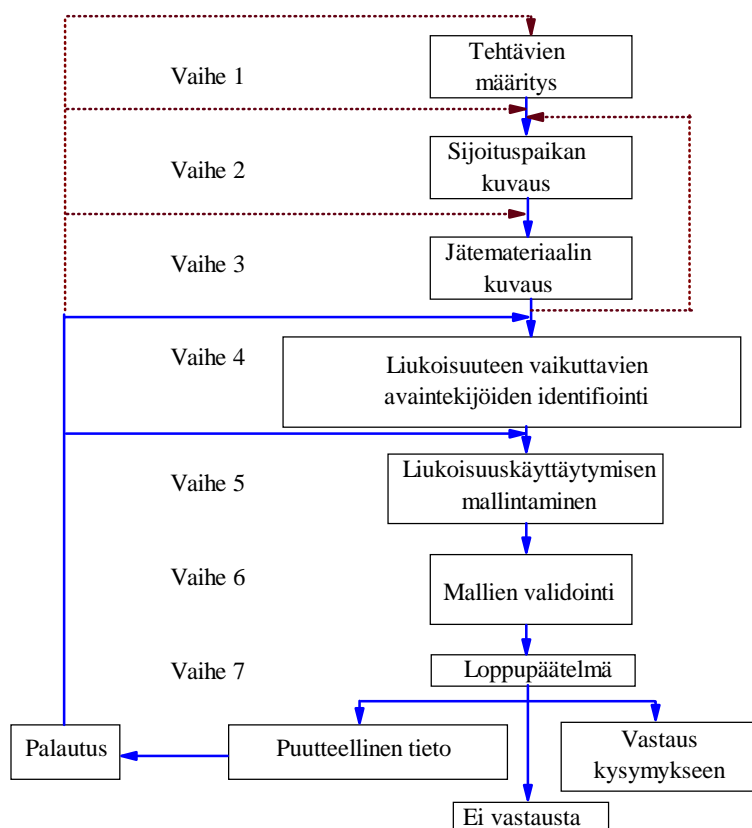 Tehtävien
määritys
Vaihe 1
Sijoituspaikan
kuvaus
Vaihe 2
Jätemateriaalin
kuvaus
Vaihe 3
Vaihe 4
Liukoisuuteen vaikuttavien
avaintekijöiden identifiointi
Liukoisuuskäyttäytymisen
mallintaminen
Vaihe 5
Vaihe 6
Mallien validointi
Vaihe 7
Loppupäätelmä
Palautus
Puutteellinen tieto
Vastaus
kysymykseen
Ei vastausta